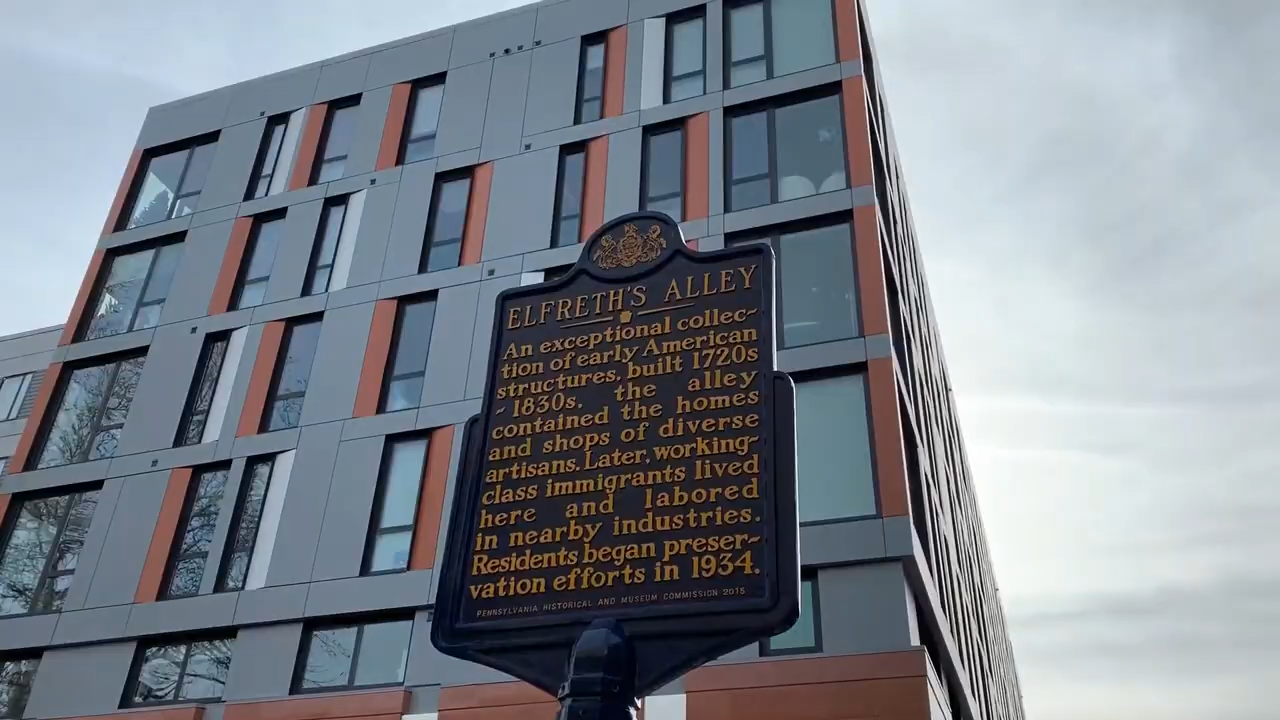 ELFRETH'S ALLEY
An exceptional collec-
tion of early American
structures, built 1720s
- 1830s, the alley
contained the homes
and shops of diverse
artisans. Later, working-
class immigrants lived
here and labored
in nearby industries.
Residents began preser-
vation efforts in 1934.
PENNSYLVANIA HISTORICAL AND MUSEUM COMMISSION 2015